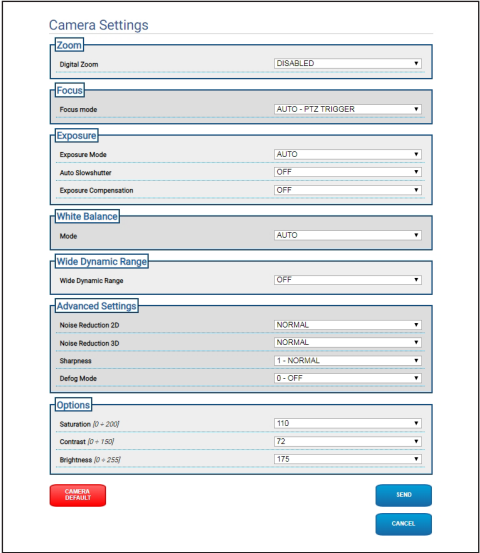 Camera Settings
Zoom
Digital Zoom DISABLED
Focus
Focus mode AUTO - PTZ TRIGGER
Exposure
Exposure Mode AUTO
Auto Slowshutter OFF
Exposure Compensation OFF
White Balance
Mode AUTO
Wide Dynamic Range
Wide Dynamic Range OFF
Advanced Settings
Noise Reduction 2D NORMAL
Noise Reduction 3D NORMAL
Sharpness 1 - NORMAL
Defog Mode 0 - OFF
Options
Saturation [0 ÷ 200] 110
Contrast [0 ÷ 150] 72
Brightness [0 ÷ 255] 175
CAMERA
DEFAULT
SEND
CANCEL